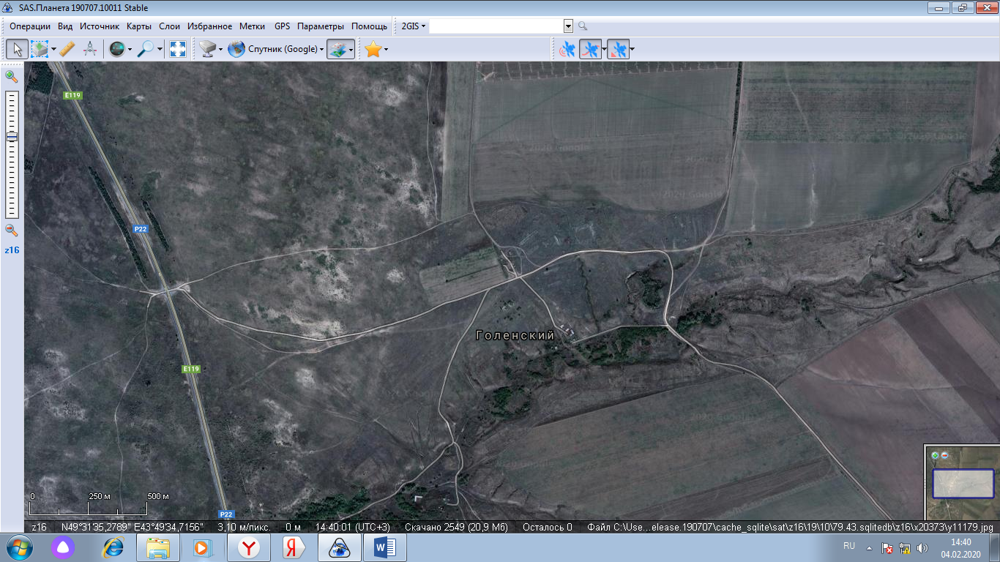 SAS.Планета 190707.10011 Stable
Операции Вид Источник Карты Слои Избранное Метки GPS Параметры Помощь 2GIS
Спутник (Google)
E119
P22
z16
Голенский
E119
0 250 м 500 м
P22
z16 N49°31'35,2789" E43°49'34,7156" 3,10 м/пикс. 0 м 14:40:01 (UTC+3) Скачано 2549 (20,9 Мб) Осталось 0 Файл C:\Use...elease.190707\cache_sqlite\sat\z16\19\10\79.43.sqlitedb\z16\x20373\y11179.jpg
RU 14:40
04.02.2020